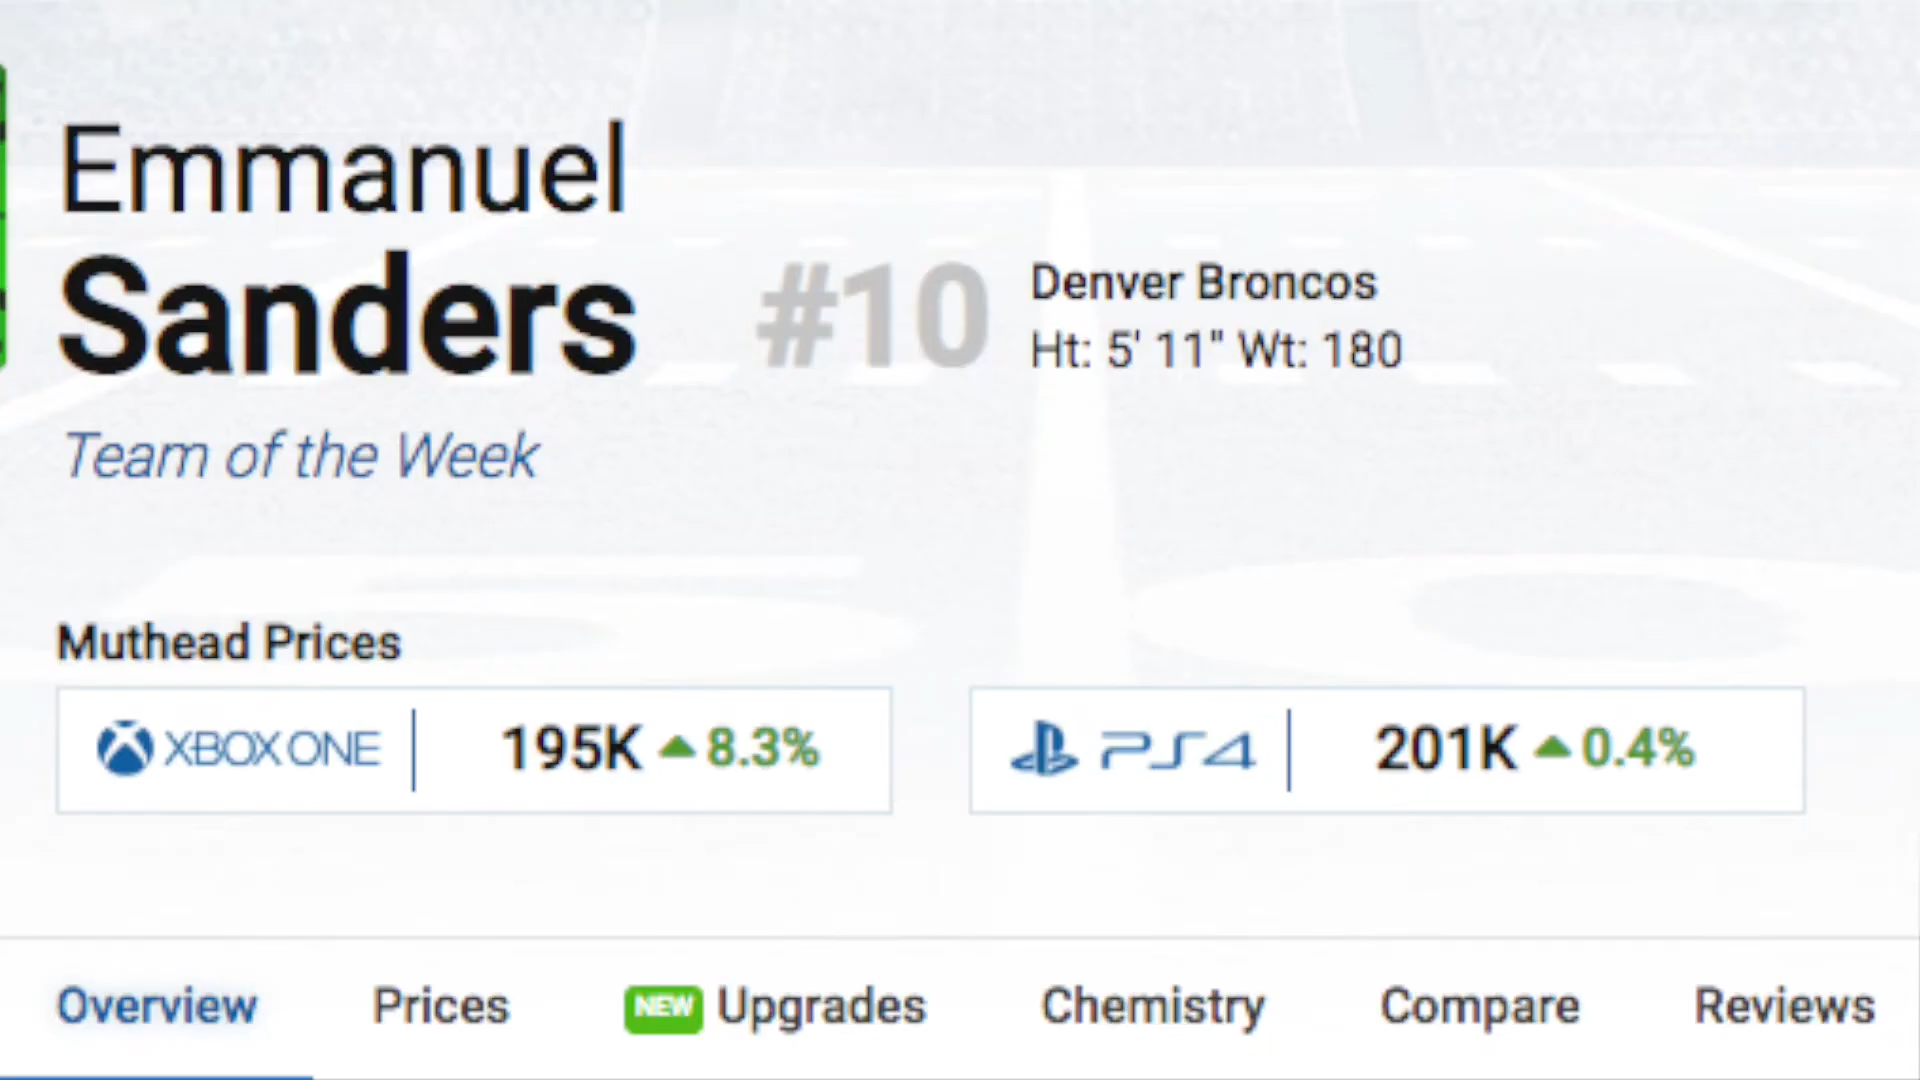 Emmanuel
Sanders
#10
Denver Broncos
Ht: 5' 11" Wt: 180
Team of the Week
Muthead Prices
XBOX ONE 195K 8.3%
PS4 201K 0.4%
Overview Prices NEW Upgrades Chemistry Compare Reviews